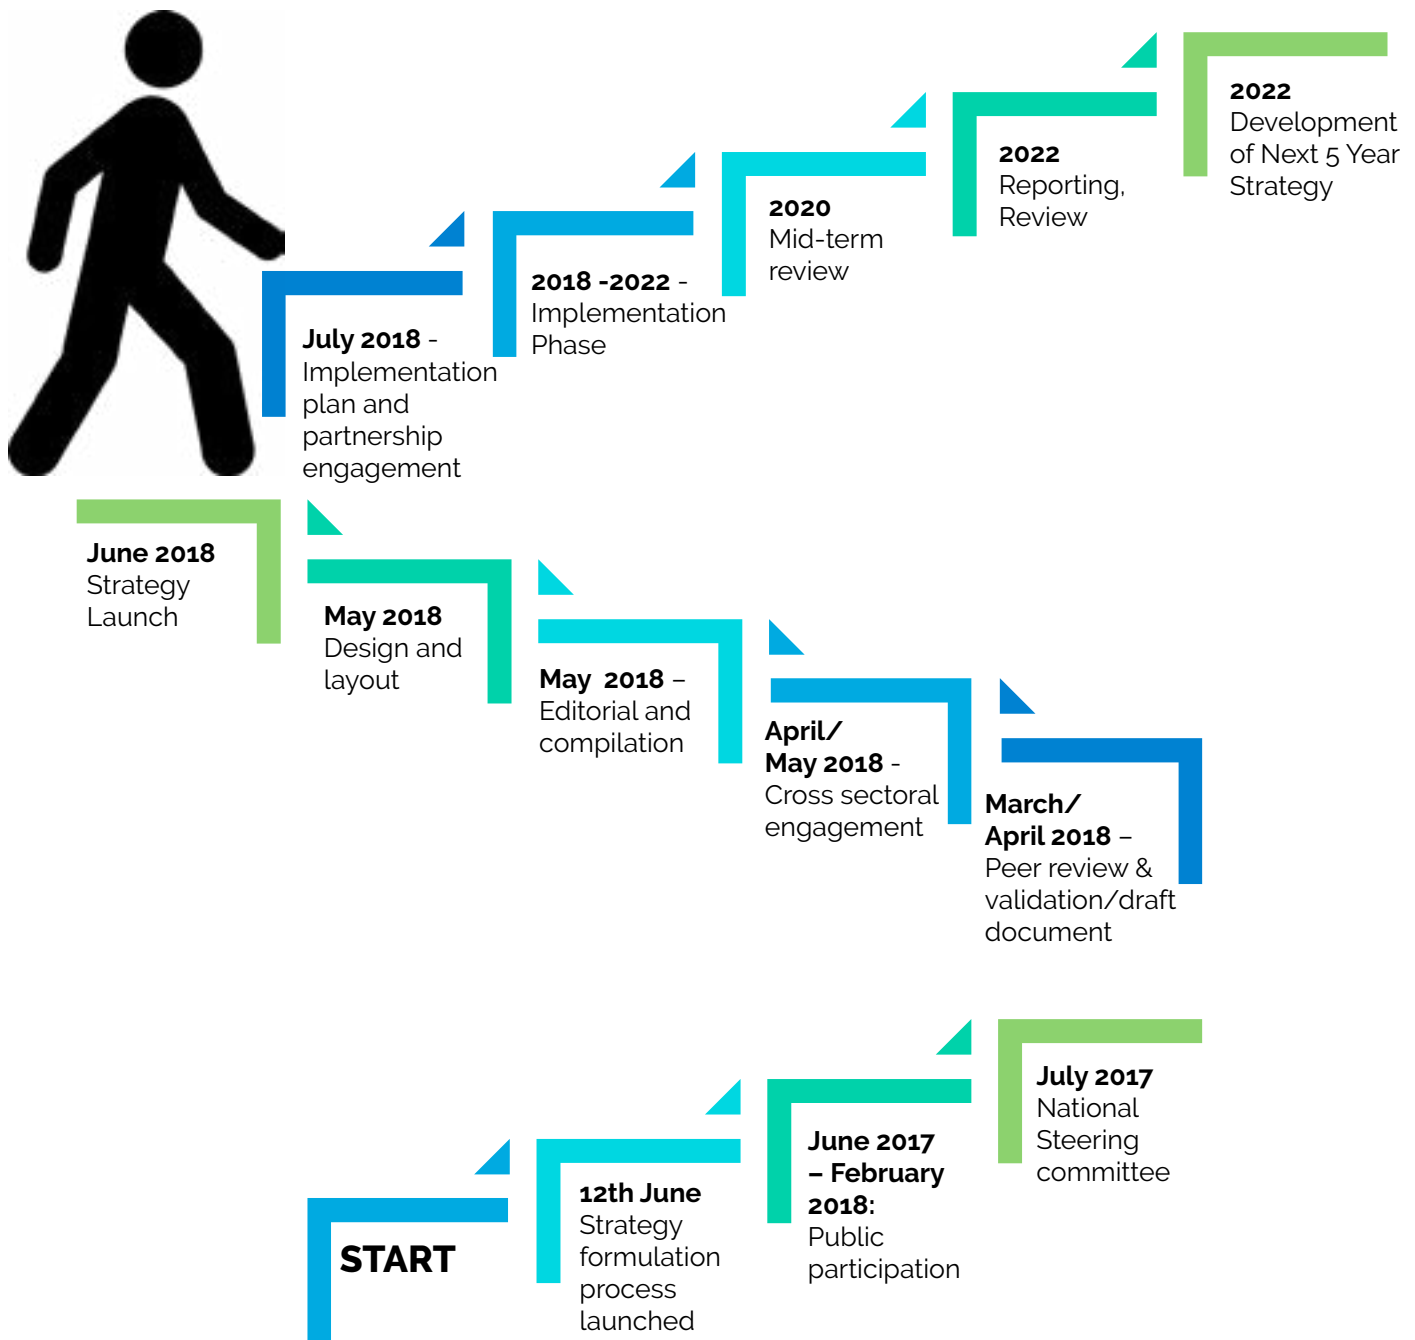 2022
Development
of Next 5 Year
Strategy
2022
Reporting,
Review
2020
Mid-term
review
2018 -2022 -
Implementation
Phase
July 2018 -
Implementation
plan and
partnership
engagement
June 2018
Strategy
Launch
May 2018
Design and
layout
May  2018 –
Editorial and
compilation
April/
May 2018 -
Cross sectoral
engagement
March/
April 2018 –
Peer review &
validation/draft
document
July 2017
National
Steering
committee
June 2017
– February
2018:
Public
participation
12th June
Strategy
formulation
process
launched
START